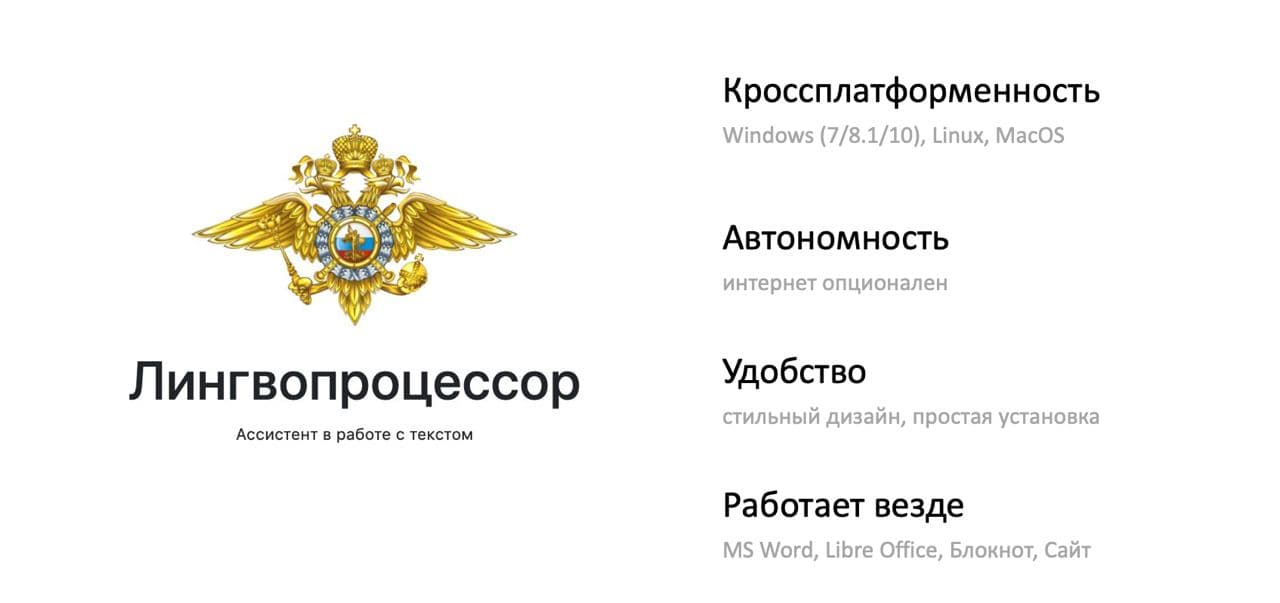 Лингвопроцессор
Ассистент в работе с текстом
Кроссплатформенность
Windows (7/8.1/10), Linux, MacOS
Автономность
интернет опционален
Удобство
стильный дизайн, простая установка
Работает везде
MS Word, Libre Office, Блокнот, Сайт